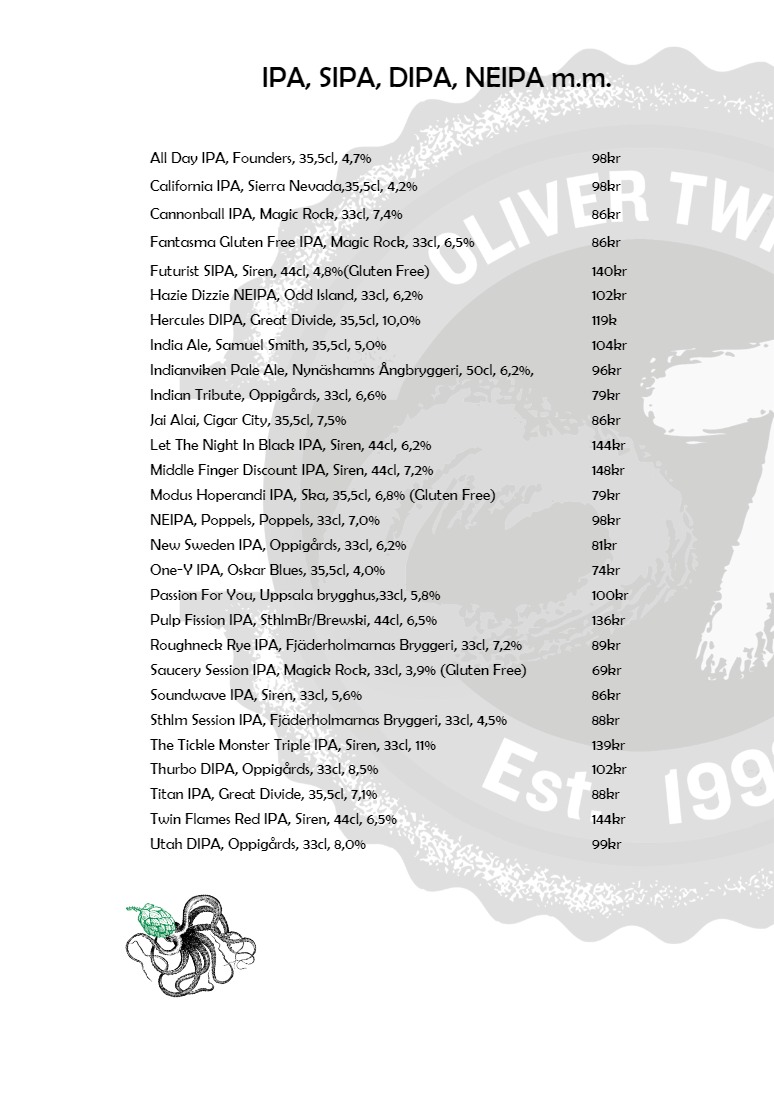 IPA, SIPA, DIPA, NEIPA m.m.
All Day IPA, Founders, 35,5cl, 4,7% 98kr
California IPA, Sierra Nevada,35,5cl, 4,2% 98kr
Cannonball IPA, Magic Rock, 33cl, 7,4% 86kr
Fantasma Gluten Free IPA, Magic Rock, 33cl, 6,5% 86kr
Futurist SIPA, Siren, 44cl, 4,8%(Gluten Free) 140kr
Hazie Dizzie NEIPA, Odd Island, 33cl, 6,2% 102kr
Hercules DIPA, Great Divide, 35,5cl, 10,0% 119k
India Ale, Samuel Smith, 35,5cl, 5,0% 104kr
Indianviken Pale Ale, Nynäshamns Ångbryggeri, 50cl, 6,2%, 96kr
Indian Tribute, Oppigårds, 33cl, 6,6% 79kr
Jai Alai, Cigar City, 35,5cl, 7,5% 86kr
Let The Night In Black IPA, Siren, 44cl, 6,2% 144kr
Middle Finger Discount IPA, Siren, 44cl, 7,2% 148kr
Modus Hoperandi IPA, Ska, 35,5cl, 6,8% (Gluten Free) 79kr
NEIPA, Poppels, Poppels, 33cl, 7,0% 98kr
New Sweden IPA, Oppigårds, 33cl, 6,2% 81kr
One-Y IPA, Oskar Blues, 35,5cl, 4,0% 74kr
Passion For You, Uppsala brygghus,33cl, 5,8% 100kr
Pulp Fission IPA, SthlmBr/Brewski, 44cl, 6,5% 136kr
Roughneck Rye IPA, Fjäderholmarnas Bryggeri, 33cl, 7,2% 89kr
Saucery Session IPA, Magick Rock, 33cl, 3,9% (Gluten Free) 69kr
Soundwave IPA, Siren, 33cl, 5,6% 86kr
Sthlm Session IPA, Fjäderholmarnas Bryggeri, 33cl, 4,5% 88kr
The Tickle Monster Triple IPA, Siren, 33cl, 11% 139kr
Thurbo DIPA, Oppigårds, 33cl, 8,5% 102kr
Titan IPA, Great Divide, 35,5cl, 7,1% 88kr
Twin Flames Red IPA, Siren, 44cl, 6,5% 144kr
Utah DIPA, Oppigårds, 33cl, 8,0% 99kr
OLIVER TWI
Est. 199